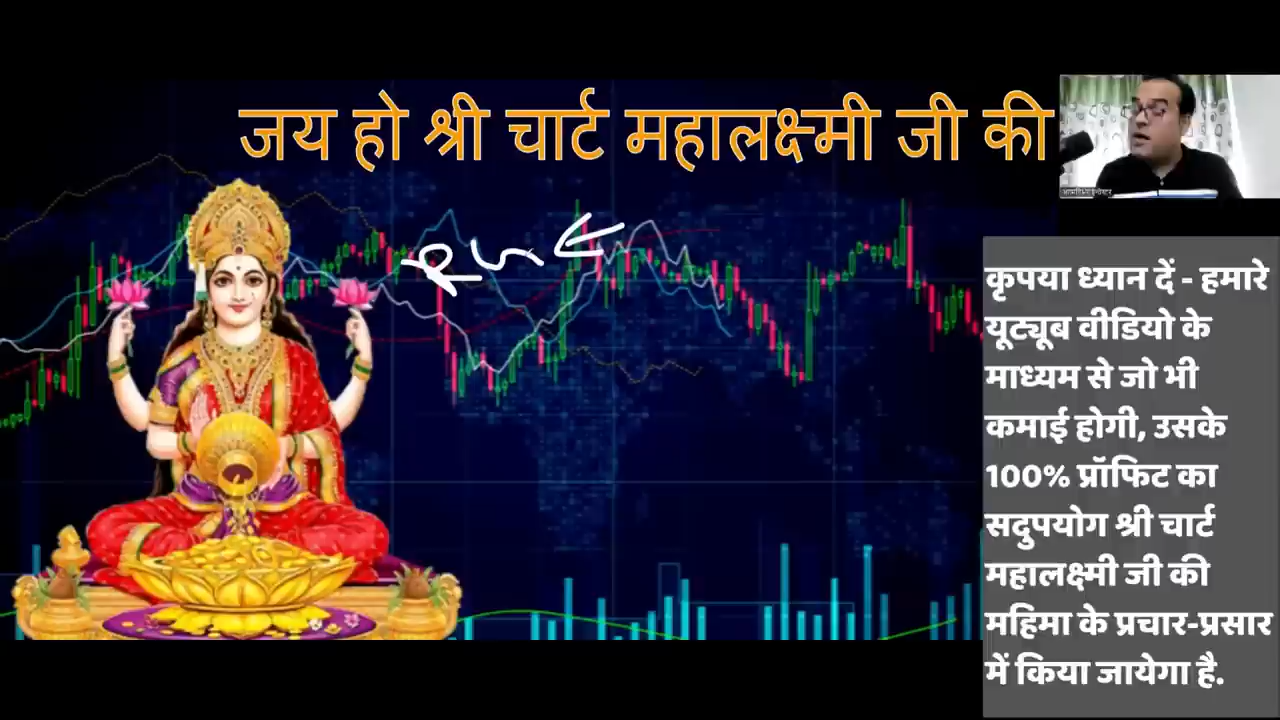 जय हो श्री चार्ट महालक्ष्मी जी की
कृपया ध्यान दें - हमारे
यूट्यूब वीडियो के
माध्यम से जो भी
कमाई होगी, उसके
100% प्रॉफिट का
सदुपयोग श्री चार्ट
महालक्ष्मी जी की
महिमा के प्रचार-प्रसार
में किया जायेगा है.